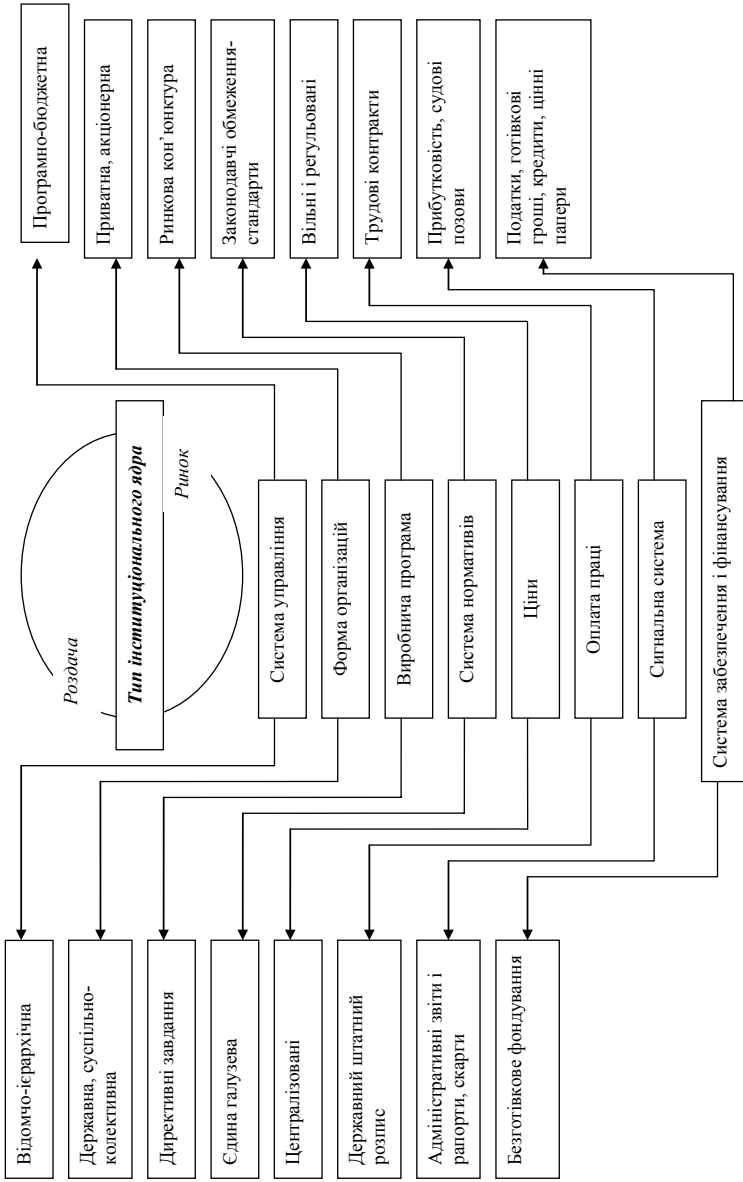 Роздача
Тип інституціонального ядра
Ринок
Відомчо-ієрархічна
Система управління
Програмно-бюджетна
Державна, суспільно-
колективна
Форма організацій
Приватна, акціонерна
Директивні завдання
Виробнича програма
Ринкова кон’юнктура
Єдина галузева
Система нормативів
Законодавчі обмеження-
стандарти
Централізовані
Ціни
Вільні і регульовані
Державний штатний
розпис
Оплата праці
Трудові контракти
Адміністративні звіти і
рапорти, скарги
Сигнальна система
Прибутковість, судові
позови
Безготівкове фондування
Система забезпечення і фінансування
Податки, готівкові
гроші, кредити, цінні
папери